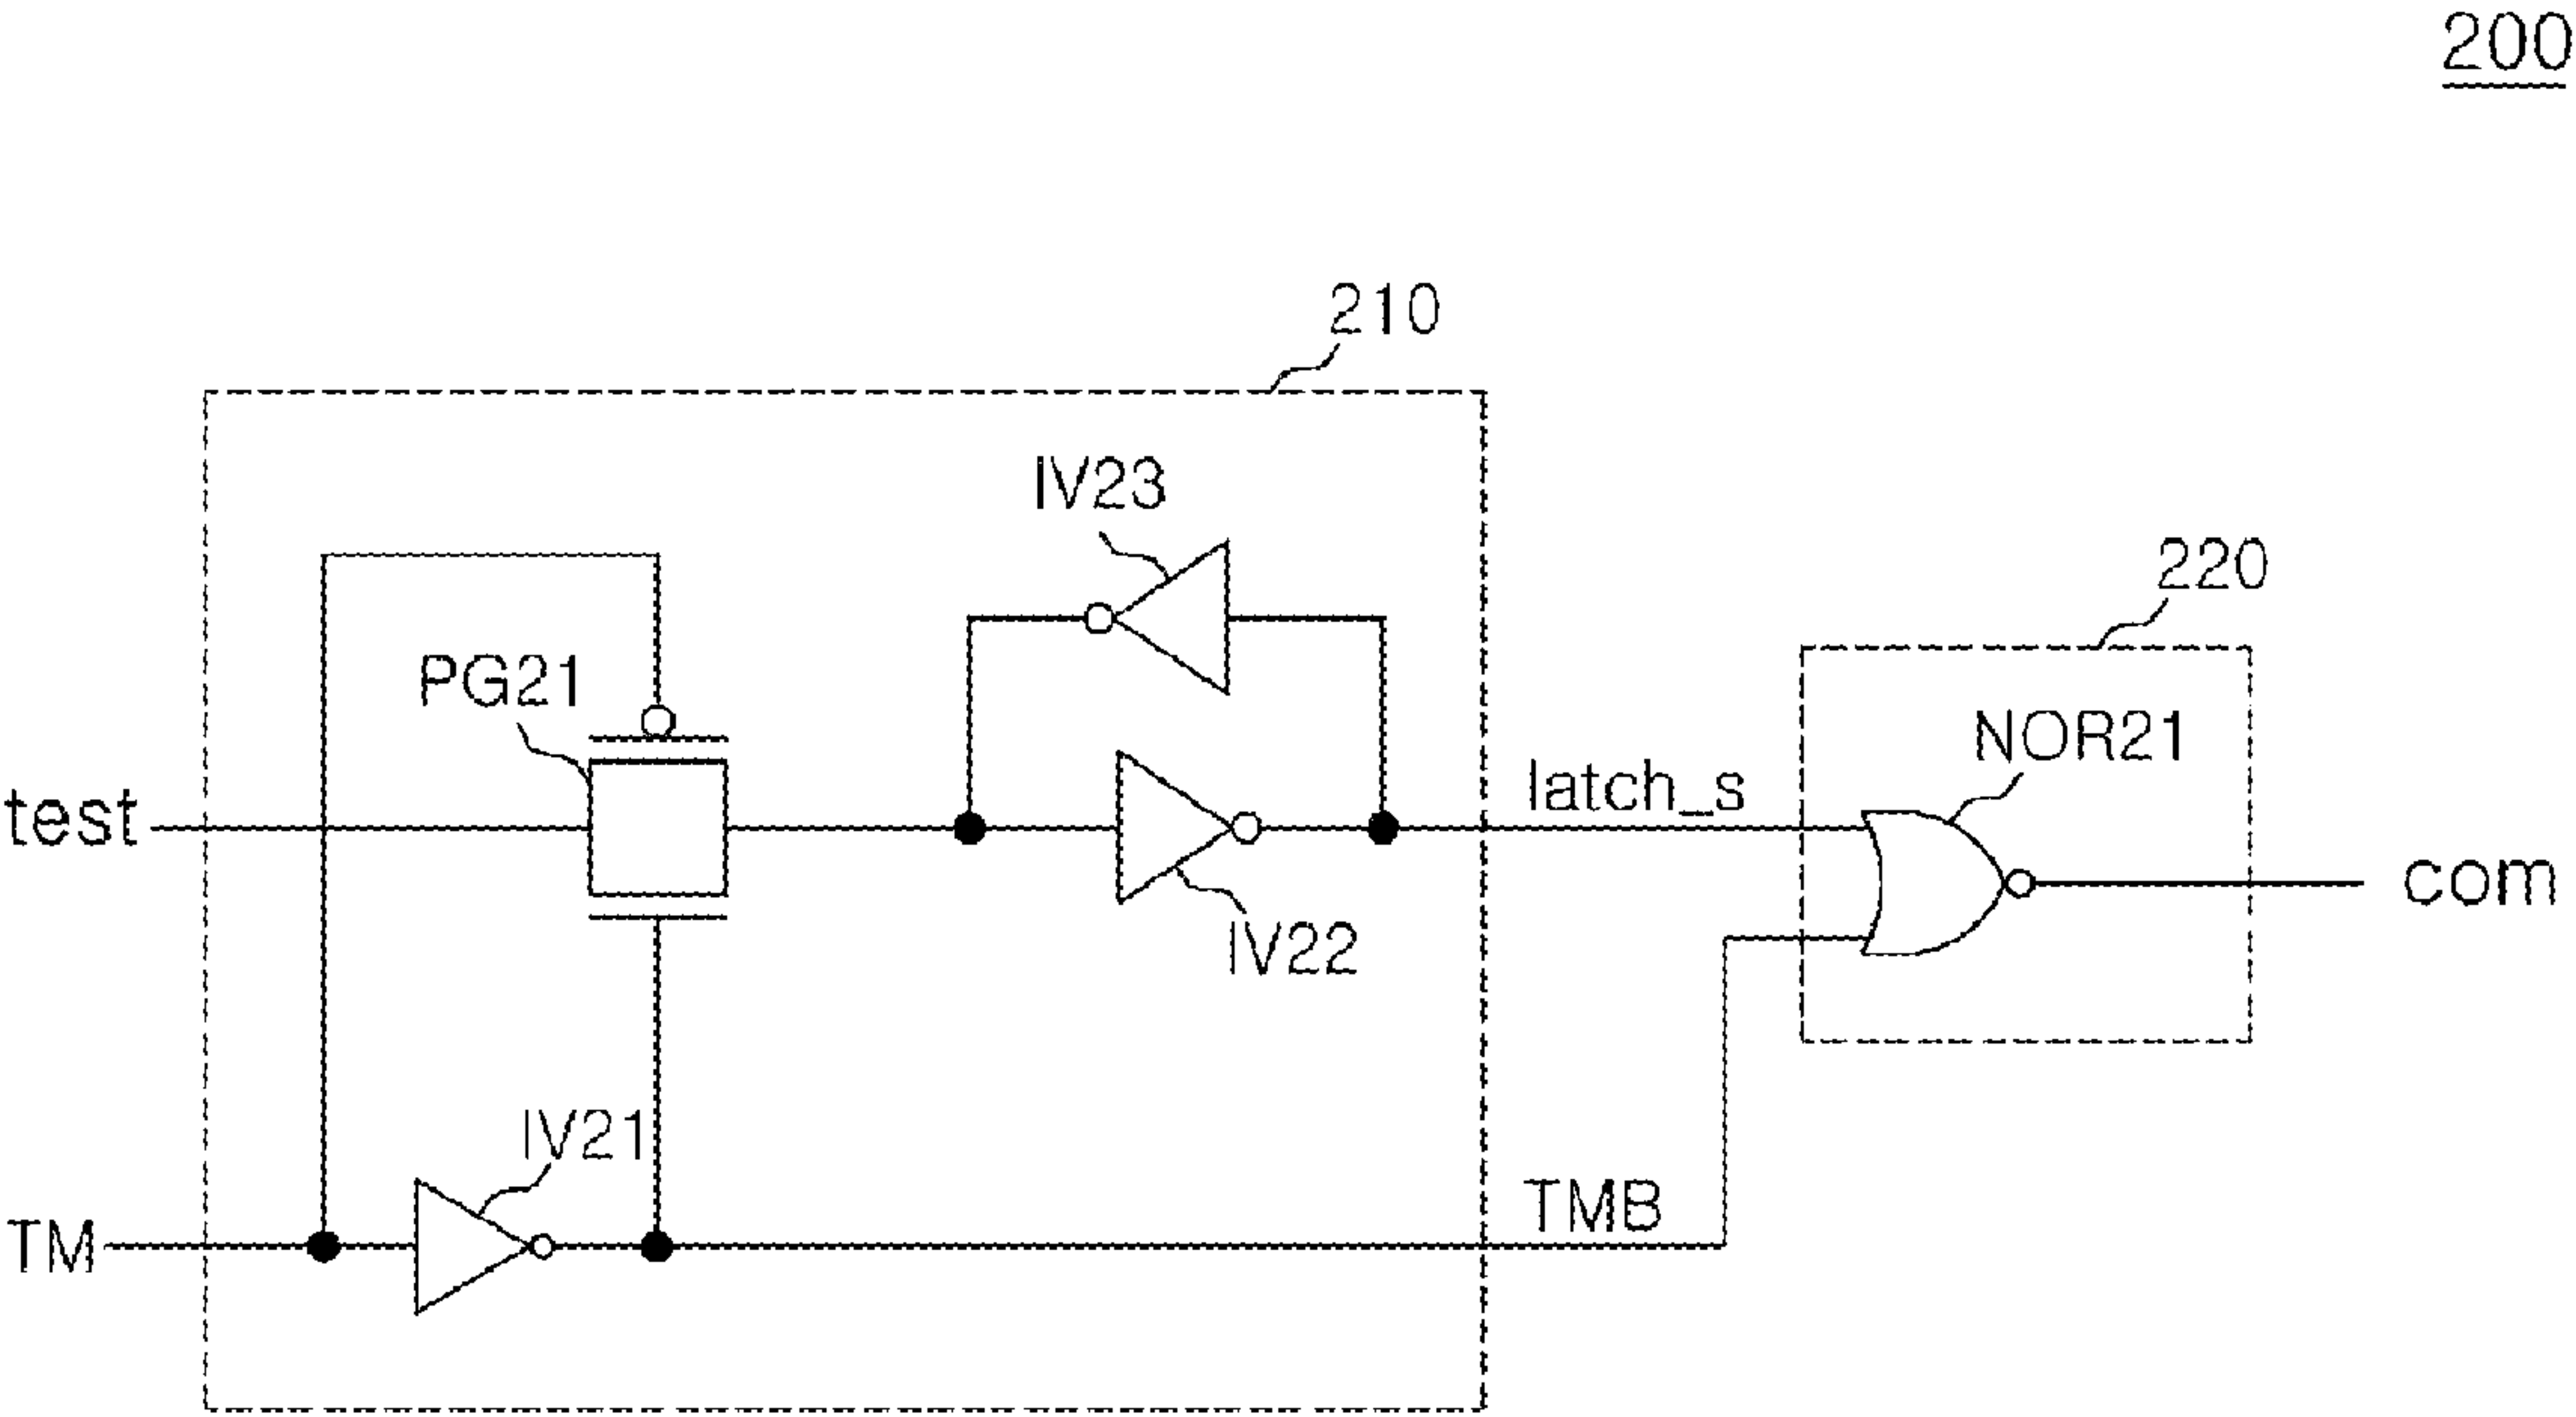 200
210
IV23
220
PG21
NOR21
latch_s
test
com
IV22
IV21
TMB
TM